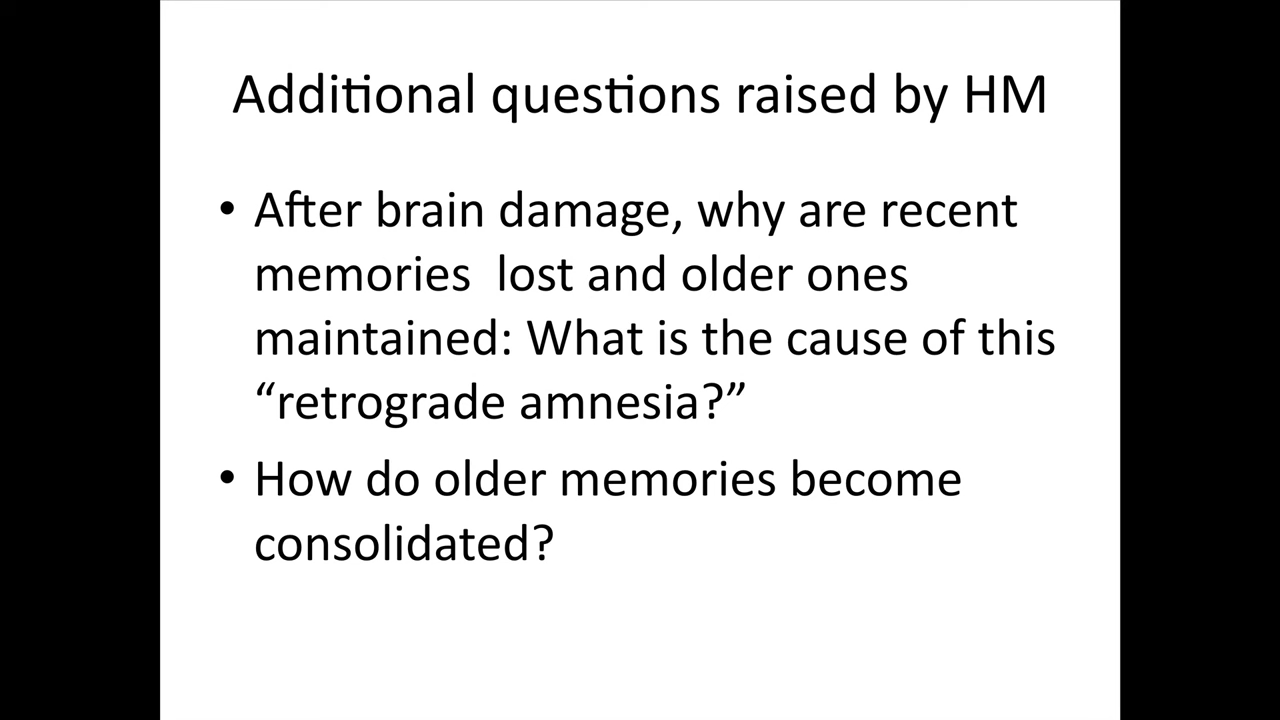 Additional questions raised by HM
• After brain damage, why are recent
memories  lost and older ones
maintained: What is the cause of this
“retrograde amnesia?”
• How do older memories become
consolidated?